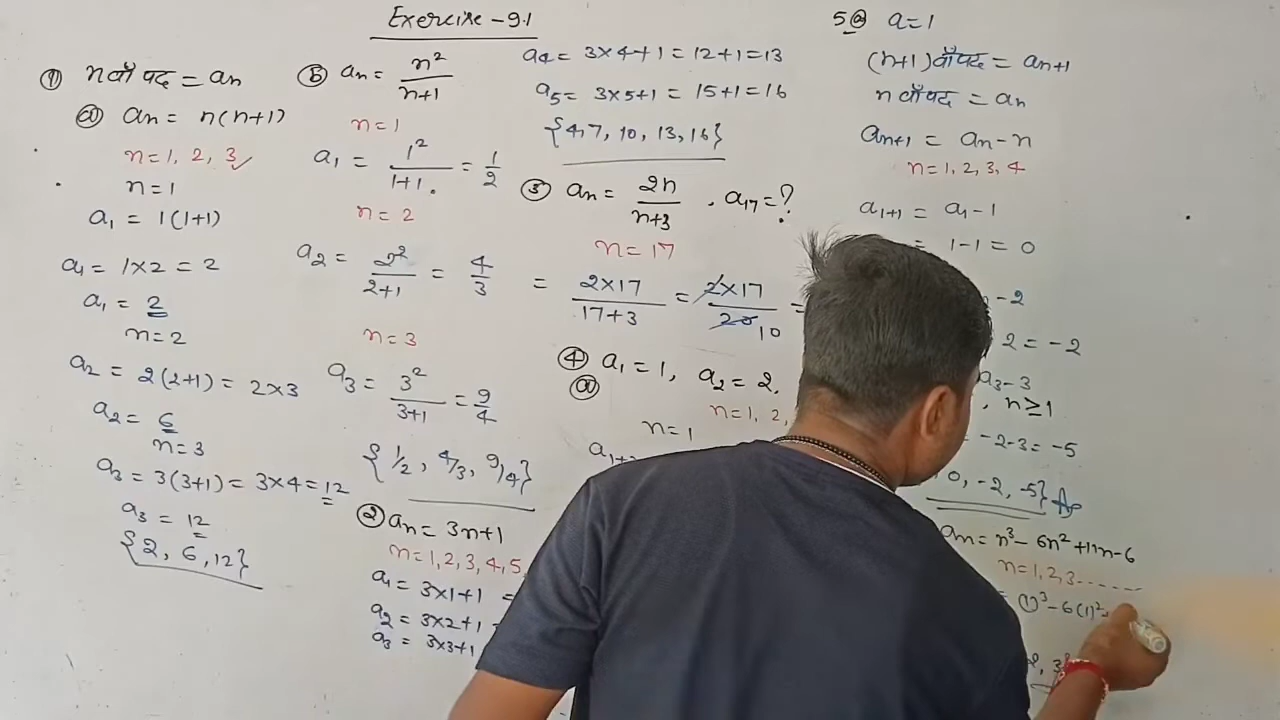 Exercise - 9.1
① nवाँ पद = an
ⓐ an = n(n+1)
n = 1, 2, 3
n = 1
a₁ = 1(1+1)
a₁ = 1×2 = 2
a₁ = 2
n = 2
a₂ = 2(2+1) = 2×3
a₂ = 6
n = 3
a₃ = 3(3+1) = 3×4 = 12
a₃ = 12
{2, 6, 12}
ⓑ an = n²/n+1
n = 1
a₁ = 1²/1+1 = 1/2
n = 2
a₂ = 2²/2+1 = 4/3
n = 3
a₃ = 3²/3+1 = 9/4
{1/2, 4/3, 9/4}
② an = 3n+1
n = 1, 2, 3, 4, 5,
a₁ = 3×1+1 =
a₂ = 3×2+1
a₃ = 3×3+1
a₄ = 3×4+1 = 12+1 = 13
a₅ = 3×5+1 = 15+1 = 16
{4, 7, 10, 13, 16}
③ an = 2n/n+3, a₁₇ = ?
n = 17
= 2×17/17+3 = 2×17/20 10 =
④ a₁ = 1, a₂ = 2,
ⓐ
n = 1, 2,
n = 1
5 ⓐ a = 1
(n+1)वाँ पद = an+1
n वाँ पद = an
an+1 = an - n
n = 1, 2, 3, 4
a₁₊₁ = a₁ - 1
= 1-1 = 0
- 2
2 = -2
a₃ - 3
, n ≥ 1
= -2-3 = -5
0, -2, -5}
an = n³ - 6n² + 11n - 6
n = 1, 2, 3 ------
= (1)³ - 6(1)²